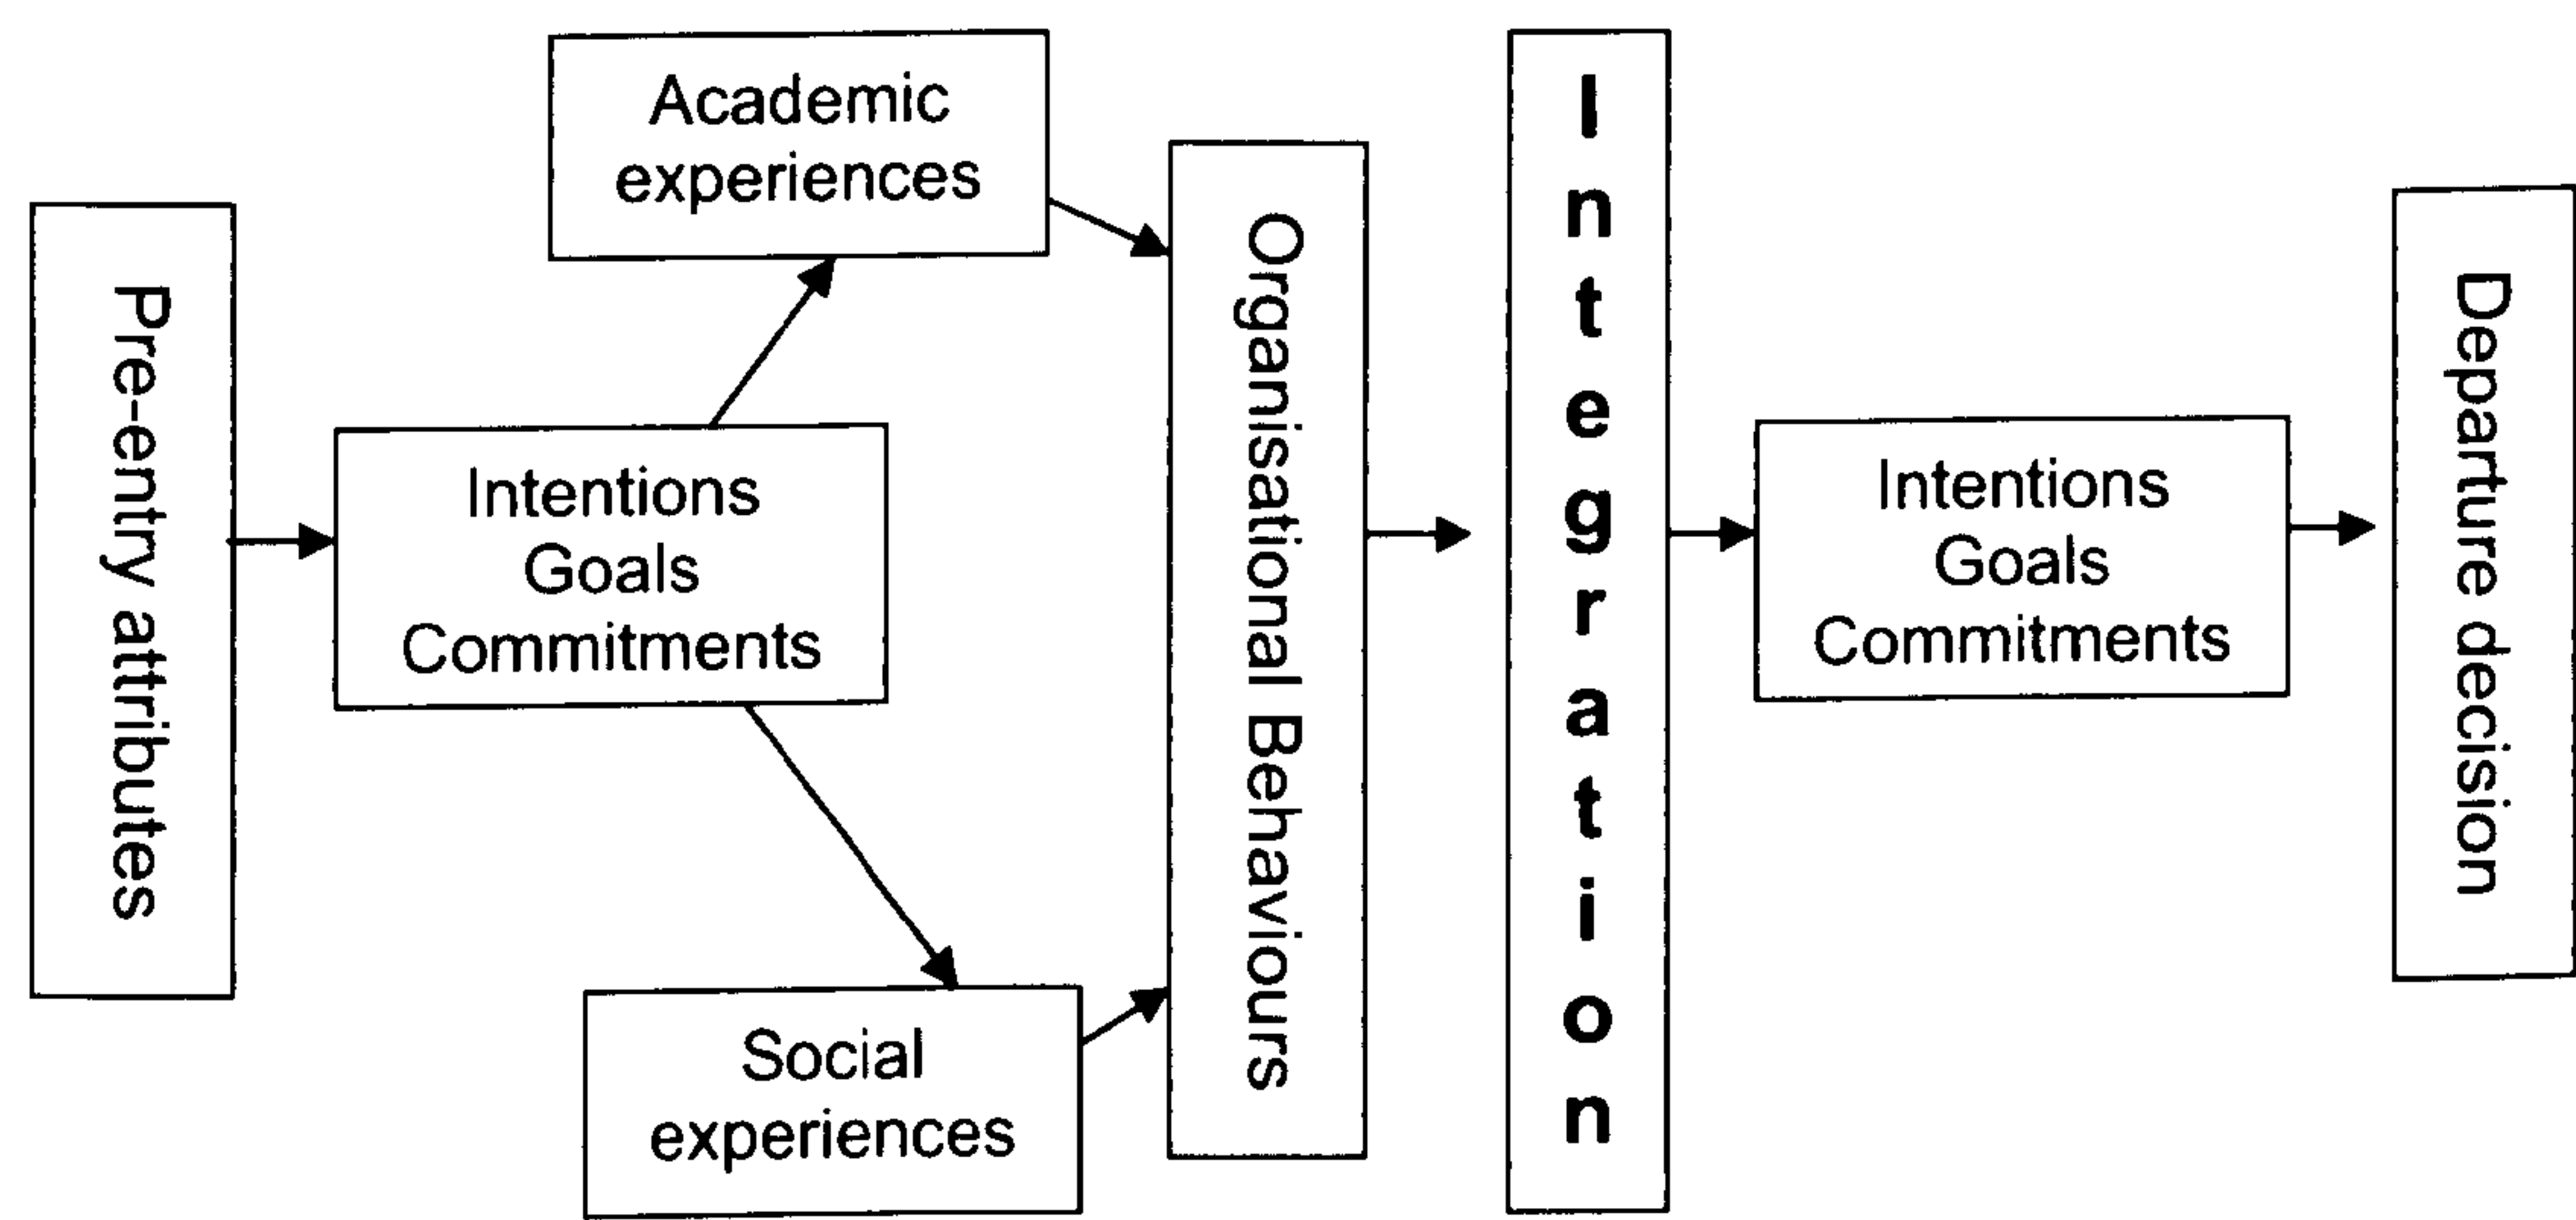 Pre-entry attributes
Intentions
Goals
Commitments
Academic
experiences
Social
experiences
Organisational Behaviours
Integration
Intentions
Goals
Commitments
Departure decision